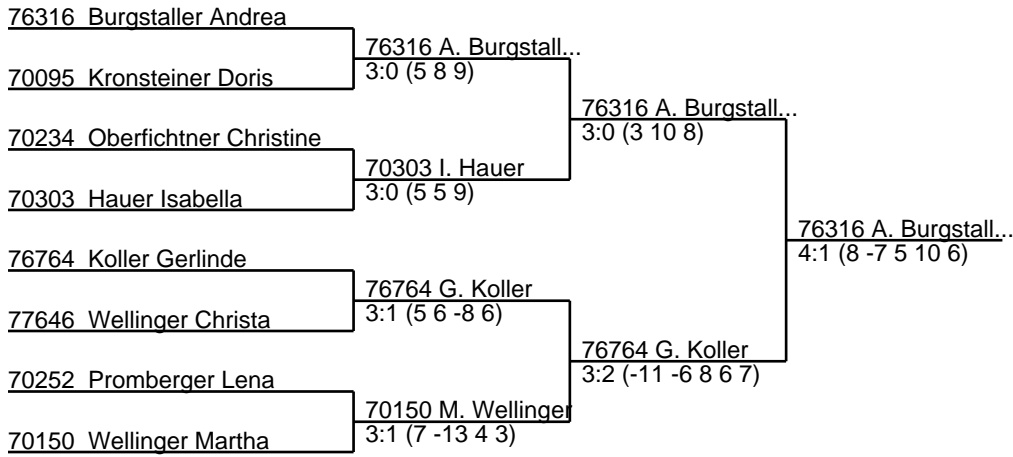 76316 Burgstaller Andrea
70095 Kronsteiner Doris
70234 Oberfichtner Christine
70303 Hauer Isabella
76764 Koller Gerlinde
77646 Wellinger Christa
70252 Promberger Lena
70150 Wellinger Martha
76316 A. Burgstall...
3:0 (5 8 9)
70303 I. Hauer
3:0 (5 5 9)
76764 G. Koller
3:1 (5 6 -8 6)
70150 M. Wellinger
3:1 (7 -13 4 3)
76316 A. Burgstall...
3:0 (3 10 8)
76764 G. Koller
3:2 (-11 -6 8 6 7)
76316 A. Burgstall...
4:1 (8 -7 5 10 6)